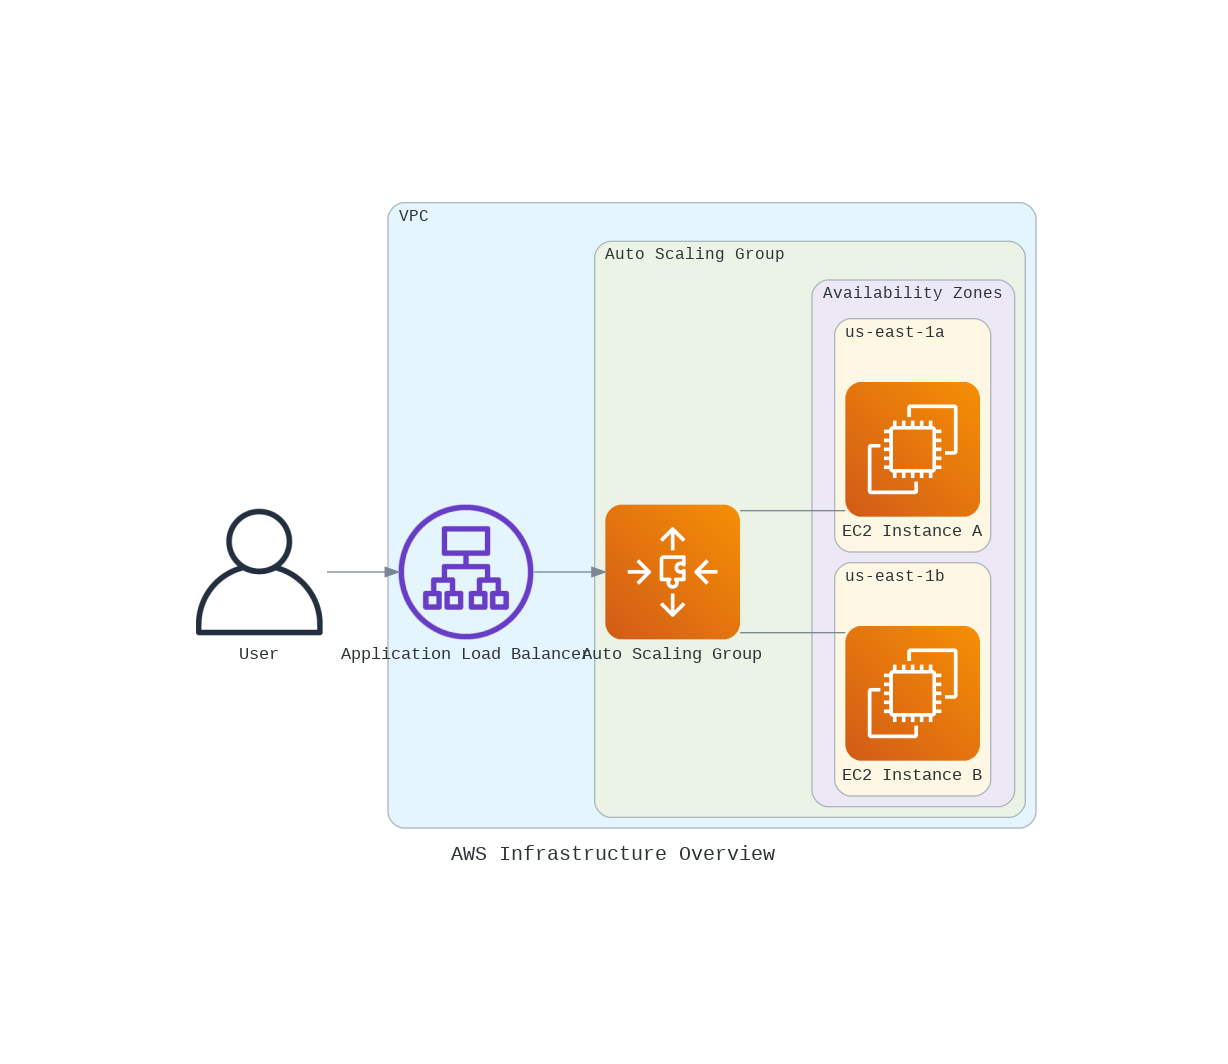 VPC
Auto Scaling Group
Availability Zones
us-east-1a
EC2 Instance A
us-east-1b
User
Application Load Balancer
Auto Scaling Group
EC2 Instance B
AWS Infrastructure Overview